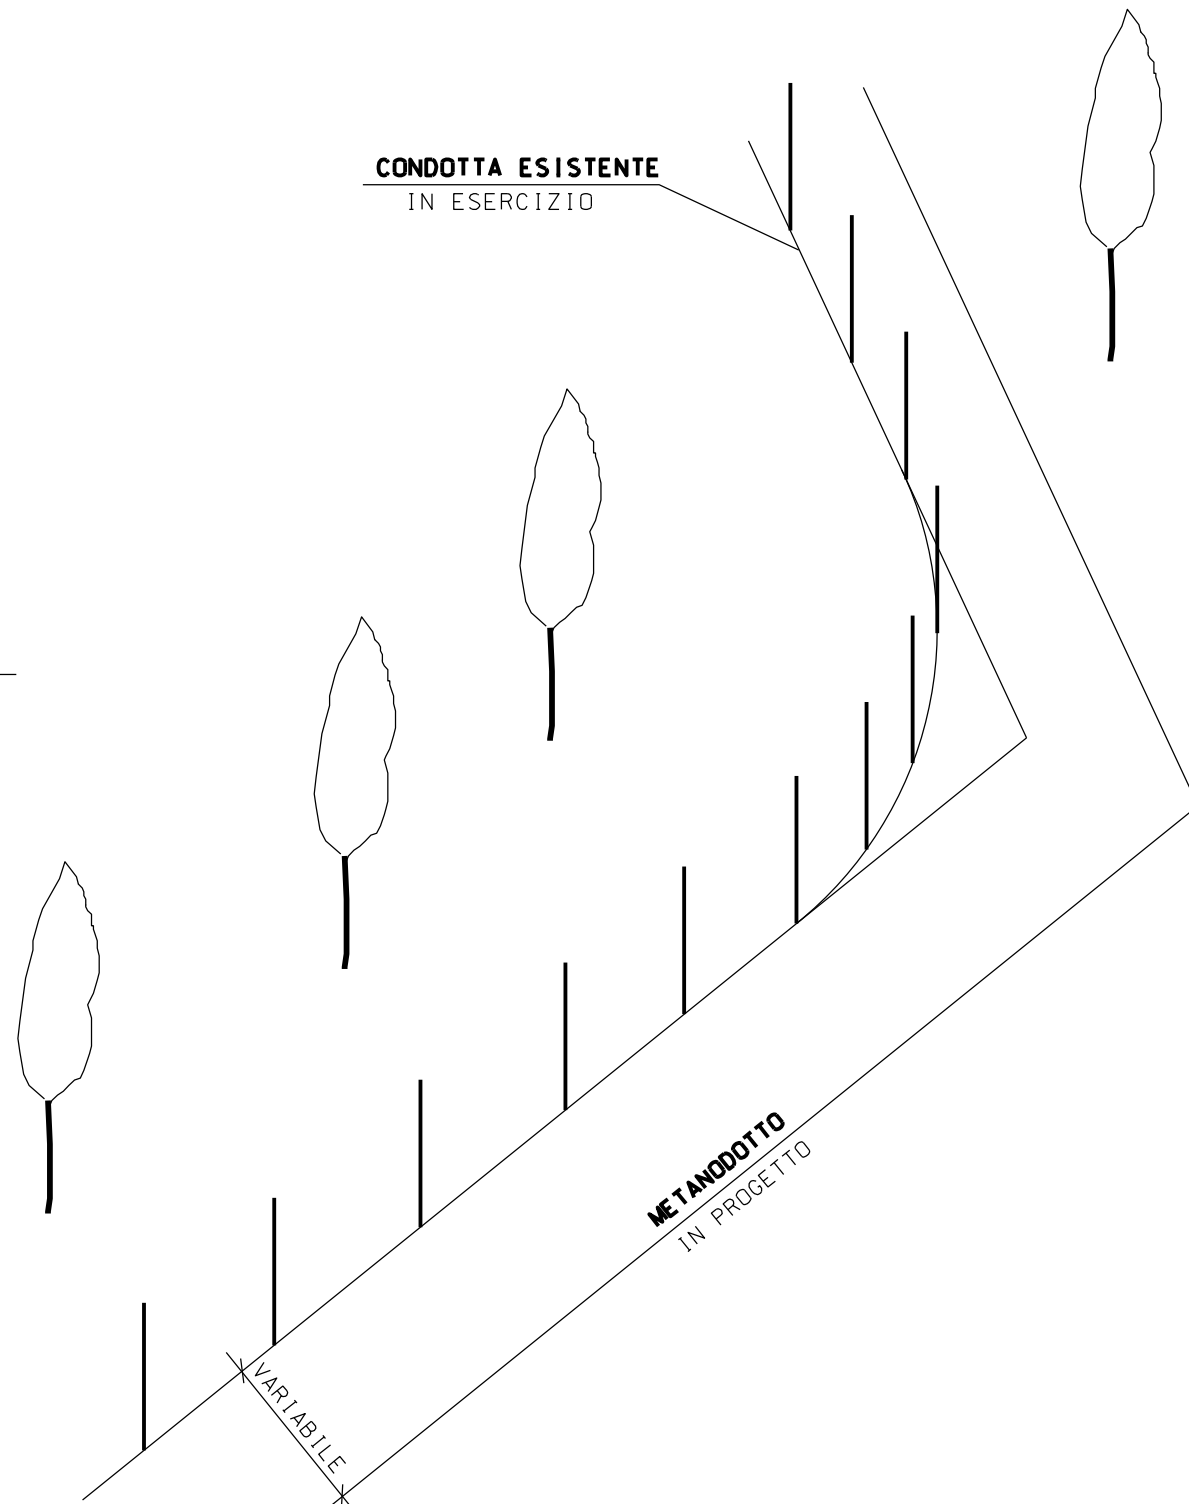 CONDOTTA ESISTENTE
IN ESERCIZIO
METANODOTTO
IN PROGETTO
VARIABILE